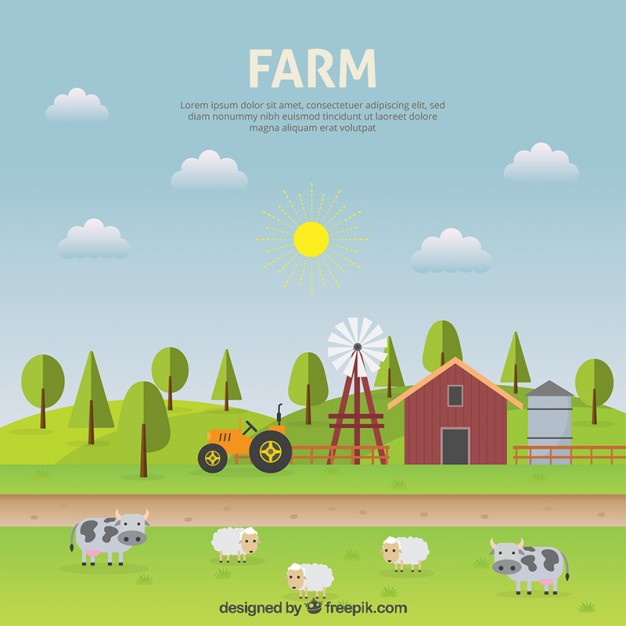 FARM
Lorem ipsum dolor sit amet, consectetuer adipiscing elit, sed
diam nonummy nibh euismod tincidunt ut laoreet dolore
magna aliquam erat volutpat
designed by freepik.com